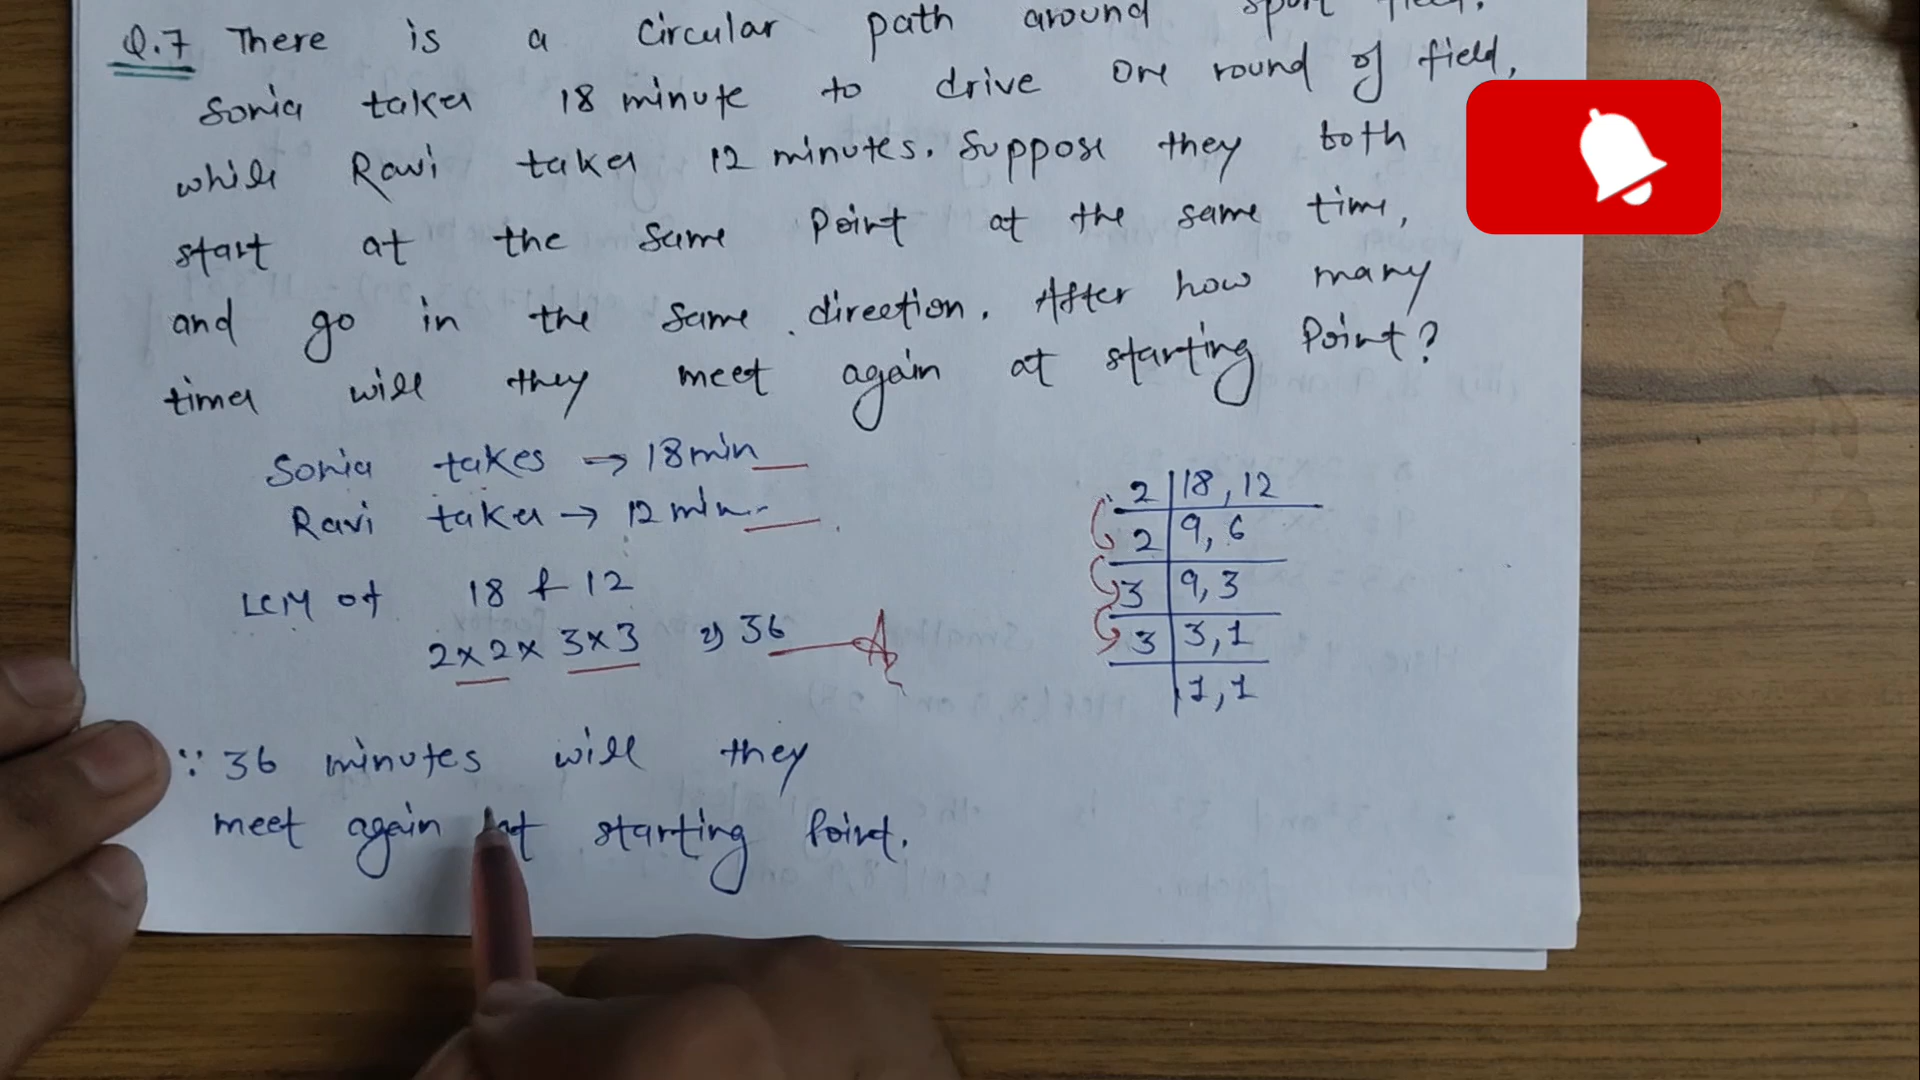 Q.7 There is a circular path around sport field.
Sonia takes 18 minute to drive one round of field,
while Ravi takes 12 minutes. Suppose they both
start at the same Point at the same time,
and go in the same direction. After how many
times will they meet again at starting Point?
Sonia takes → 18 min
Ravi takes → 12 min.
LCM of 18 & 12
2 × 2 × 3 × 3 ⇒ 36
∵ 36 minutes will they
meet again at starting Point.
2 | 18, 12
2 | 9, 6
3 | 9, 3
3 | 3, 1
| 1, 1